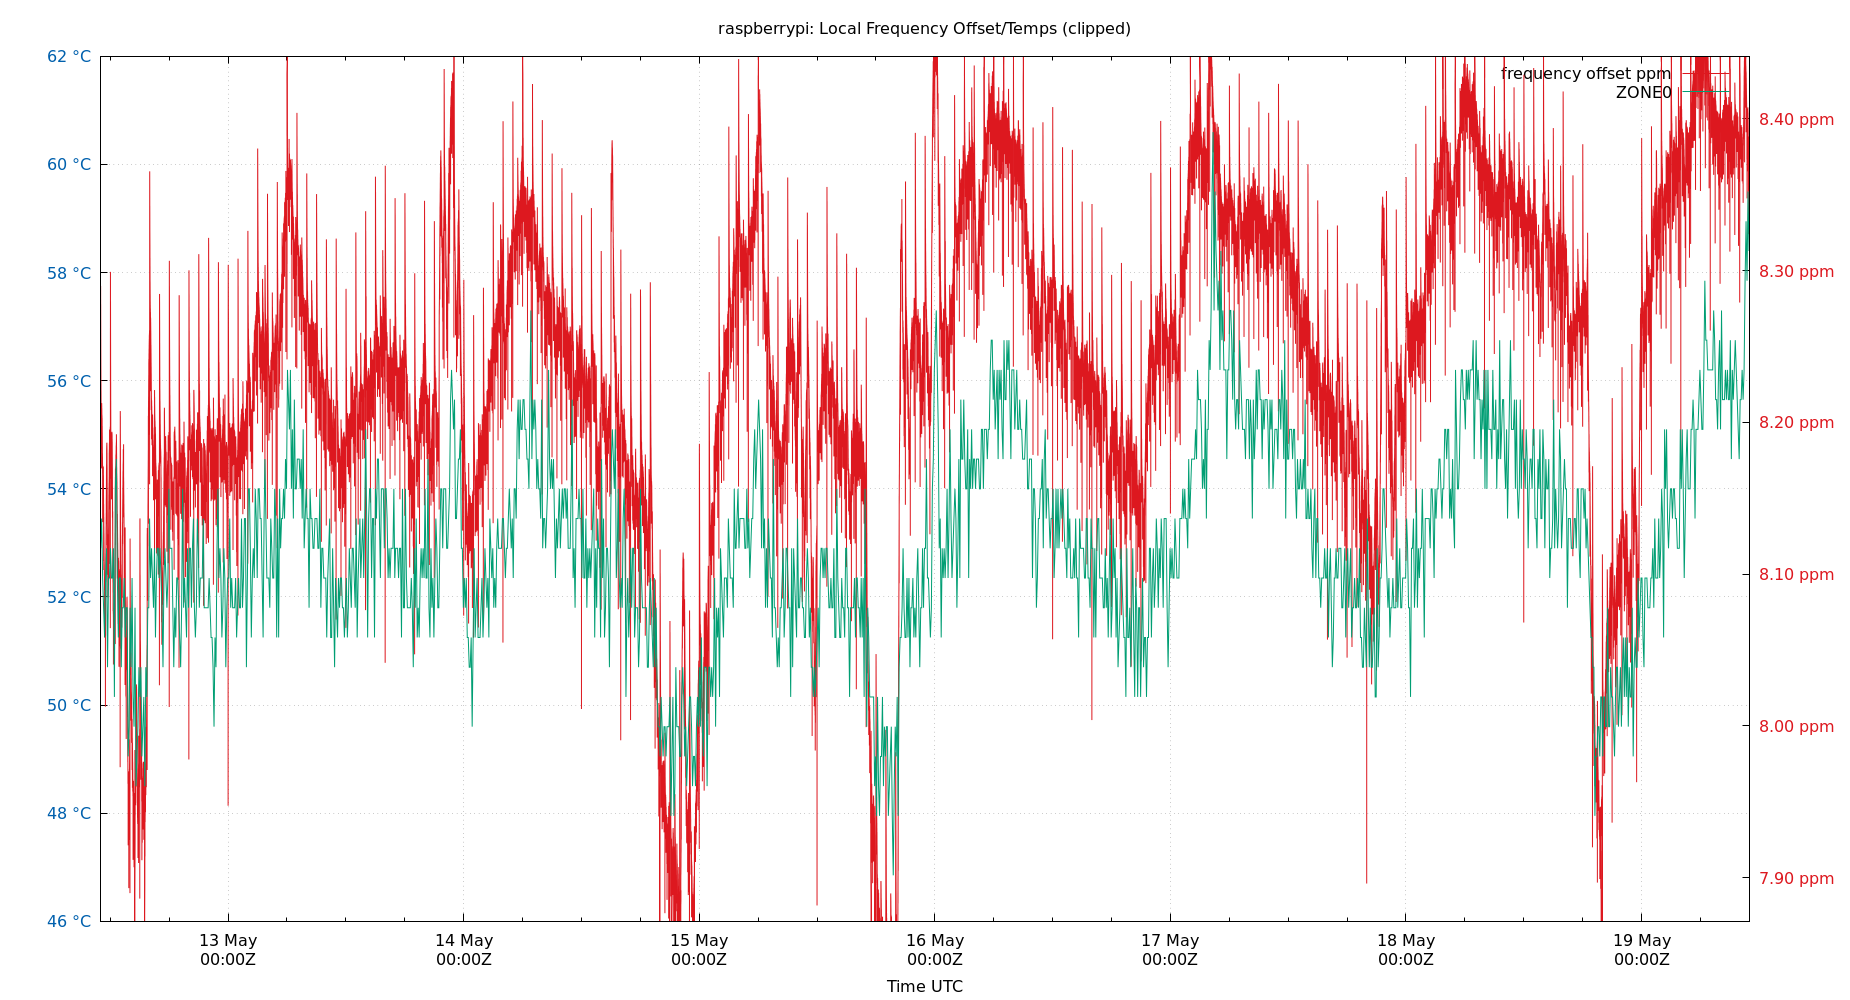 raspberrypi: Local Frequency Offset/Temps (clipped)
62 °C
60 °C
58 °C
56 °C
54 °C
52 °C
50 °C
48 °C
46 °C
frequency offset ppm
ZONE0
8.40 ppm
8.30 ppm
8.20 ppm
8.10 ppm
8.00 ppm
7.90 ppm
13 May
00:00Z
14 May
00:00Z
15 May
00:00Z
16 May
00:00Z
17 May
00:00Z
18 May
00:00Z
19 May
00:00Z
Time UTC